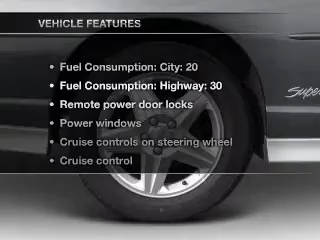 VEHICLE FEATURES
• Fuel Consumption: City: 20
• Fuel Consumption: Highway: 30
• Remote power door locks
• Power windows
• Cruise controls on steering wheel
• Cruise control
Super